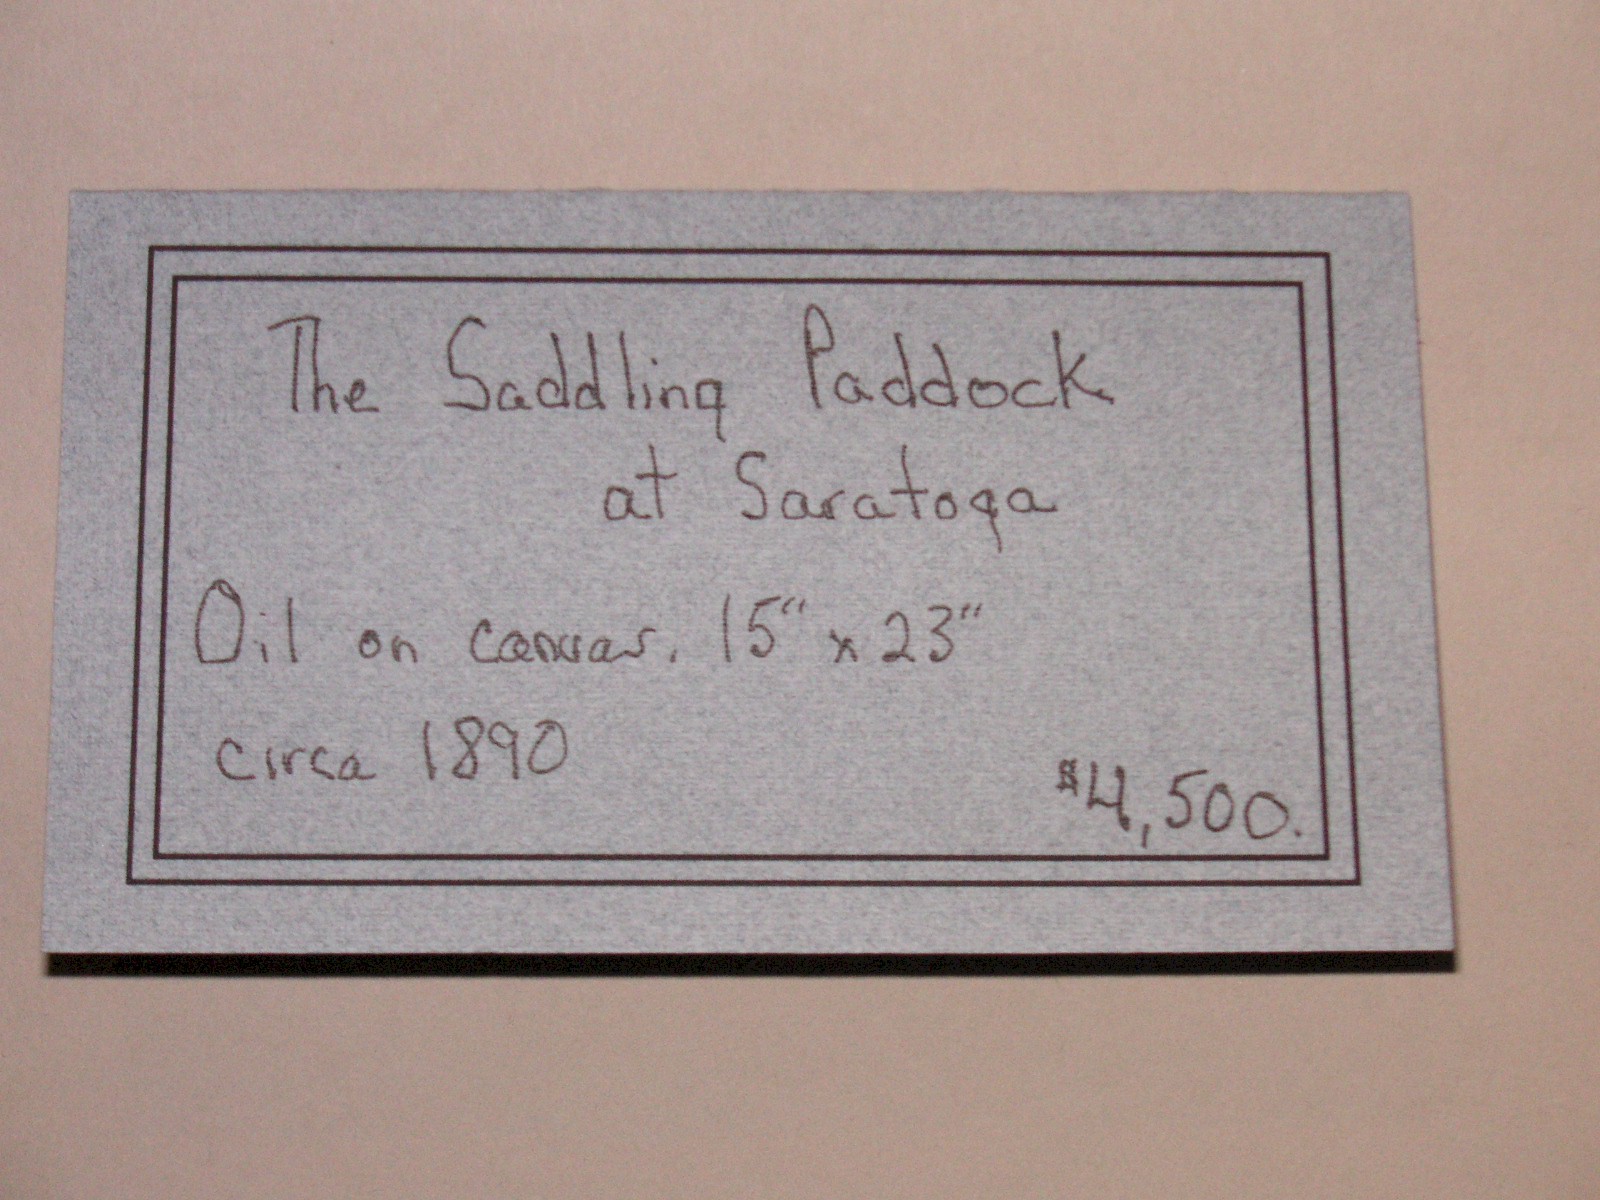 The Saddling Paddock
at Saratoga
Oil on canvas. 15" x 23"
circa 1890
$4,500.